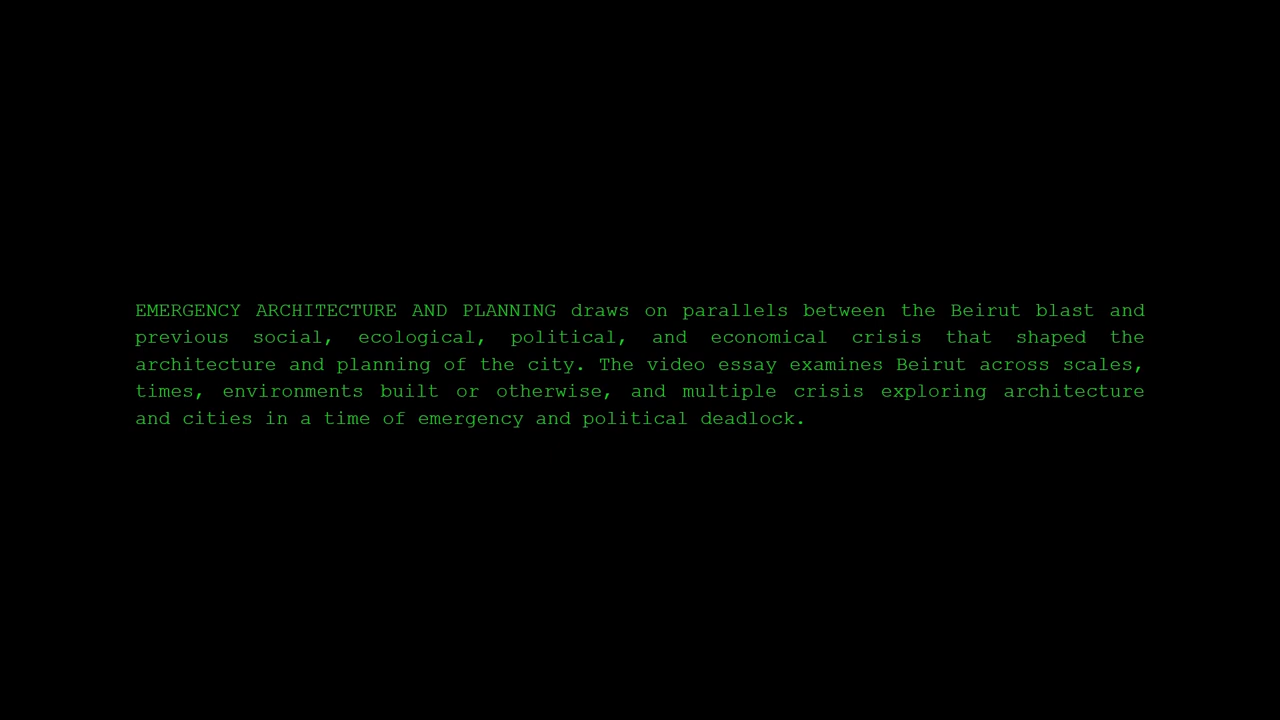 EMERGENCY ARCHITECTURE AND PLANNING draws on parallels between the Beirut blast and
previous social, ecological, political, and economical crisis that shaped the
architecture and planning of the city. The video essay examines Beirut across scales,
times, environments built or otherwise, and multiple crisis exploring architecture
and cities in a time of emergency and political deadlock.